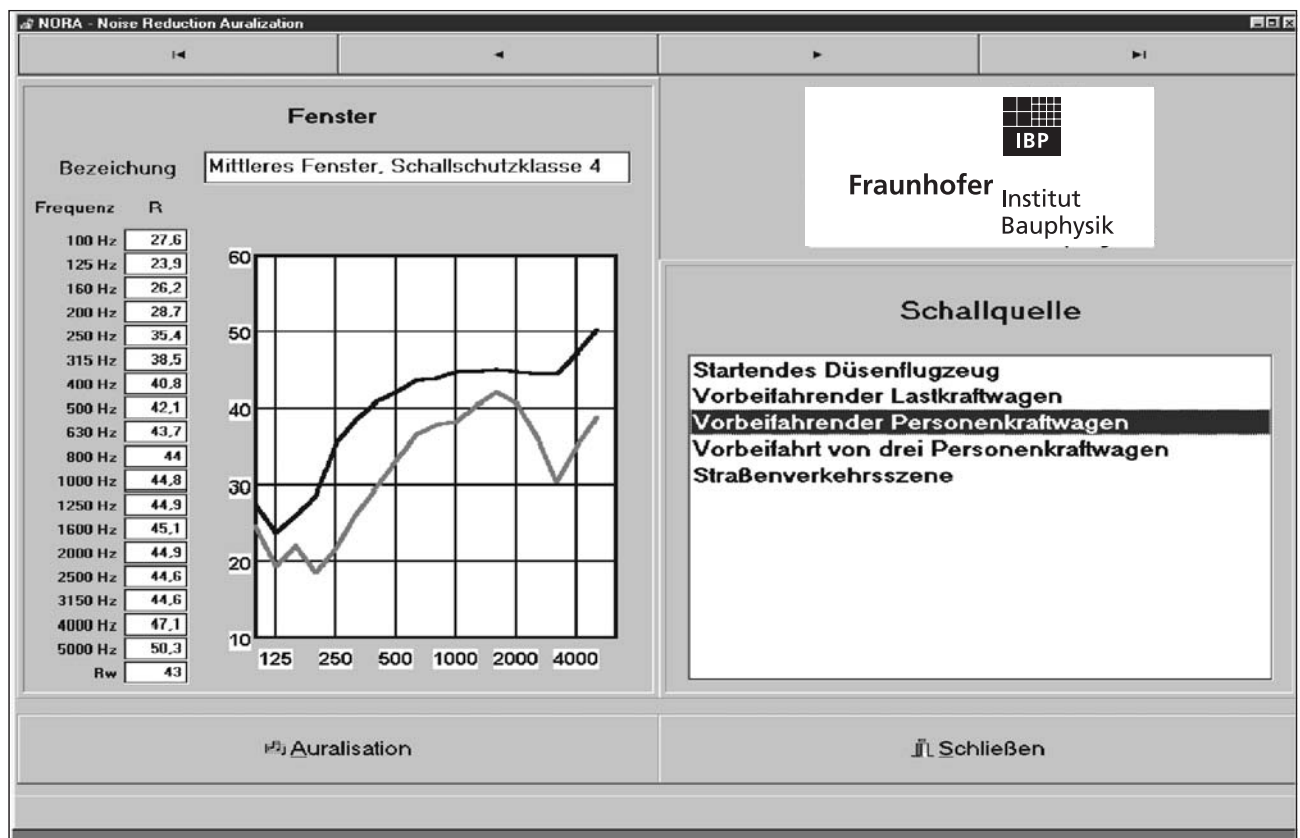 NORA - Noise Reduction Auralization
Fenster
Bezeichung Mittleres Fenster, Schallschutzklasse 4
Frequenz R
100 Hz 27,6
125 Hz 23,9
160 Hz 26,2
200 Hz 28,7
250 Hz 35,4
315 Hz 38,5
400 Hz 40,8
500 Hz 42,1
630 Hz 43,7
800 Hz 44
1000 Hz 44,8
1250 Hz 44,9
1600 Hz 45,1
2000 Hz 44,9
2500 Hz 44,6
3150 Hz 44,6
4000 Hz 47,1
5000 Hz 50,3
Rw 43
60
50
40
30
20
10
125 250 500 1000 2000 4000
IBP
Fraunhofer Institut
Bauphysik
Schallquelle
Startendes Düsenflugzeug
Vorbeifahrender Lastkraftwagen
Vorbeifahrender Personenkraftwagen
Vorbeifahrt von drei Personenkraftwagen
Straßenverkehrsszene
Auralisation
Schließen